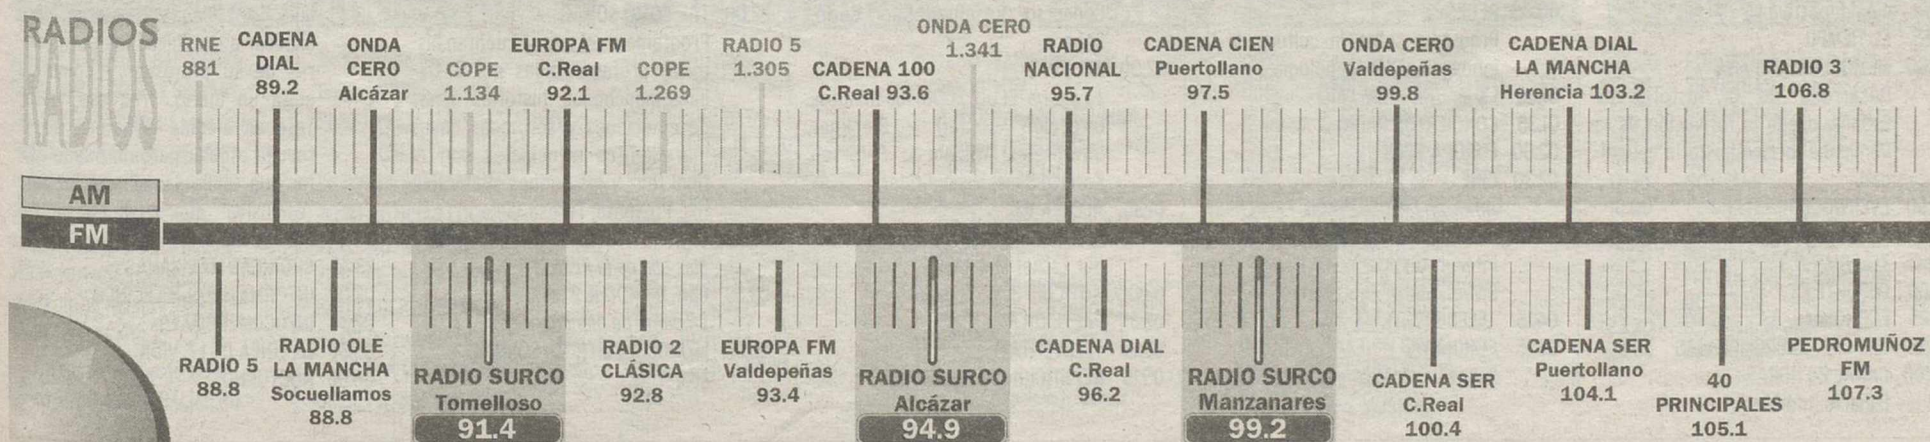 RADIOS
RADIOS
RNE
881
CADENA
DIAL
89.2
ONDA
CERO
Alcázar
COPE
1.134
EUROPA FM
C.Real
92.1
COPE
1.269
RADIO 5
1.305
CADENA 100
C.Real 93.6
ONDA CERO
1.341
RADIO
NACIONAL
95.7
CADENA CIEN
Puertollano
97.5
ONDA CERO
Valdepeñas
99.8
CADENA DIAL
LA MANCHA
Herencia 103.2
RADIO 3
106.8
AM
FM
RADIO 5
88.8
RADIO OLE
LA MANCHA
Socuellamos
88.8
RADIO SURCO
Tomelloso
91.4
RADIO 2
CLÁSICA
92.8
EUROPA FM
Valdepeñas
93.4
RADIO SURCO
Alcázar
94.9
CADENA DIAL
C.Real
96.2
RADIO SURCO
Manzanares
99.2
CADENA SER
C.Real
100.4
CADENA SER
Puertollano
104.1
40
PRINCIPALES
105.1
PEDROMUÑOZ
FM
107.3